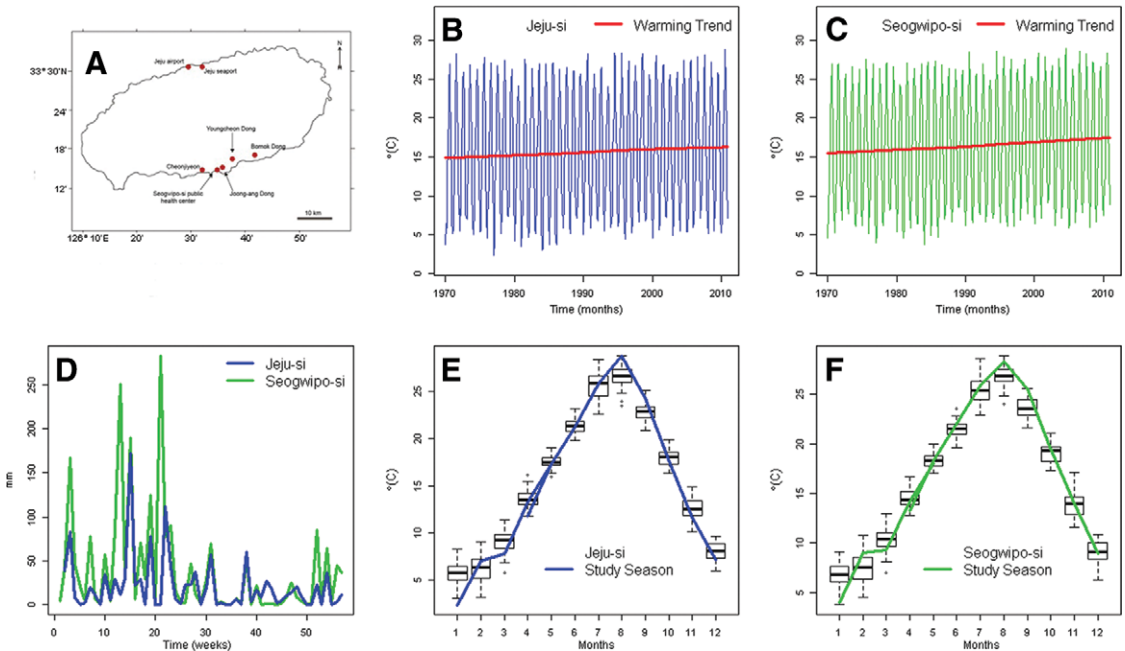 A
N
Jeju airport
Jeju seaport
33° 30'N
24'
18'
12'
Youngcheon Dong
Bomok Dong
Cheonjiyeon
Seogwipo-si public
health center
Joong-ang Dong
10 km
126° 10'E 20' 30' 40' 50'
B
Jeju-si Warming Trend
°(C)
30
25
20
15
10
5
0
1970 1980 1990 2000 2010
Time (months)
C
Seogwipo-si Warming Trend
°(C)
30
25
20
15
10
5
0
1970 1980 1990 2000 2010
Time (months)
D
Jeju-si
Seogwipo-si
mm
250
200
150
100
50
0
0 10 20 30 40 50
Time (weeks)
E
°(C)
25
20
15
10
5
Jeju-si
Study Season
1 2 3 4 5 6 7 8 9 10 11 12
Months
F
°(C)
25
20
15
10
5
Seogwipo-si
Study Season
1 2 3 4 5 6 7 8 9 10 11 12
Months